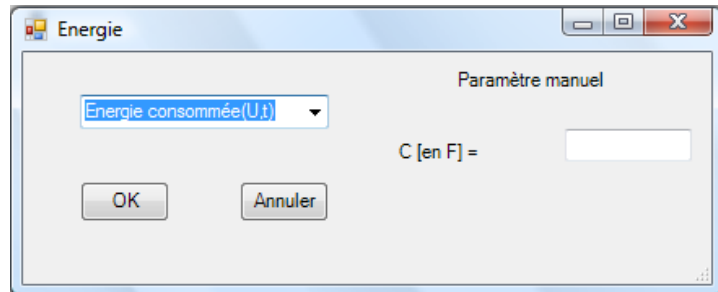 Energie
Paramètre manuel
Energie consommée(U,t)
C [en F] =
OK
Annuler